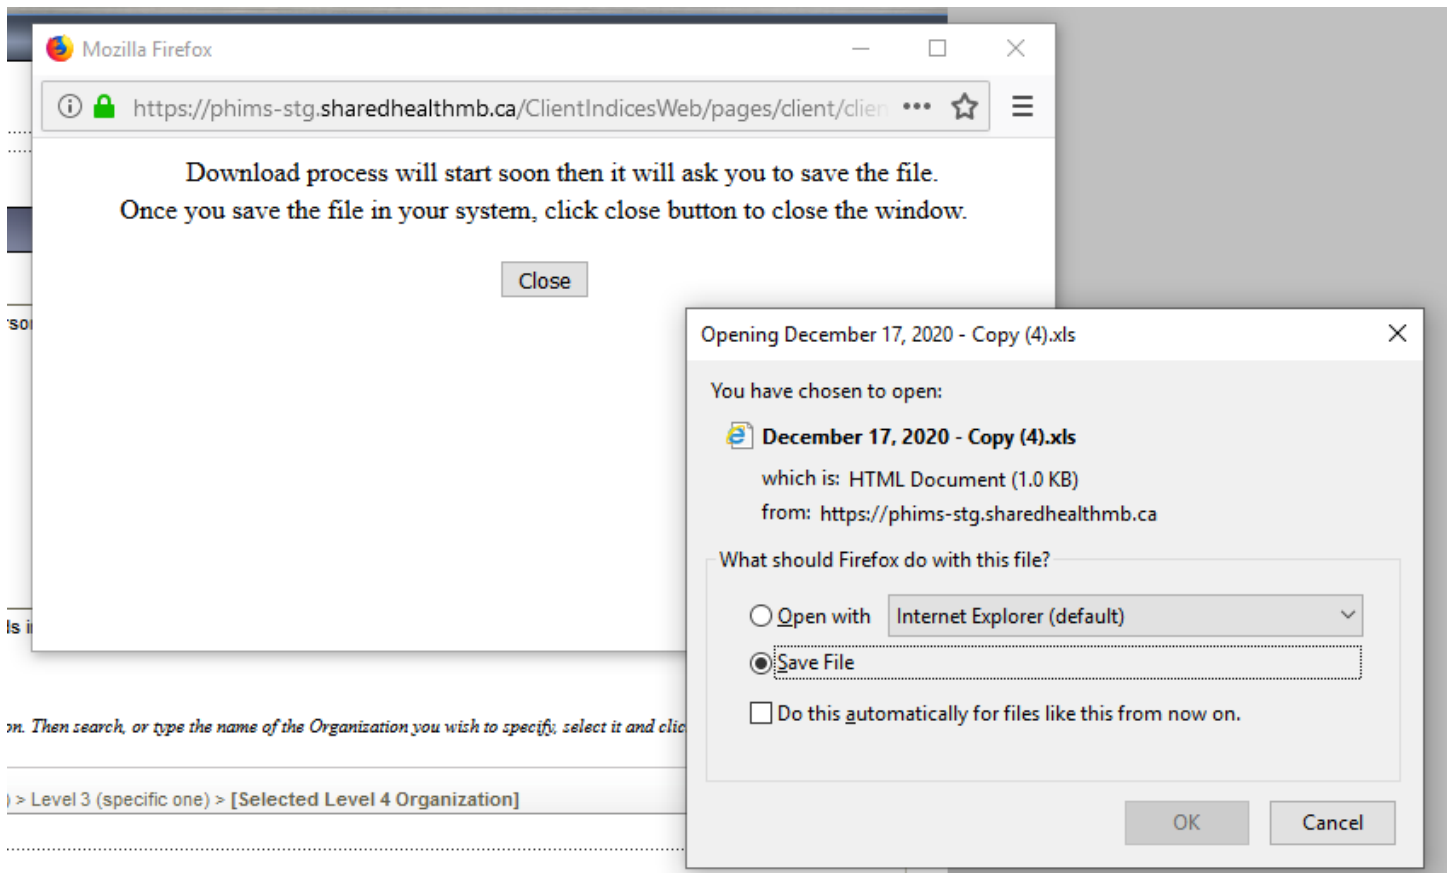 Mozilla Firefox
https://phims-stg.sharedhealthmb.ca/ClientIndicesWeb/pages/client/clien
Download process will start soon then it will ask you to save the file.
Once you save the file in your system, click close button to close the window.
Close
Opening December 17, 2020 - Copy (4).xls
You have chosen to open:
December 17, 2020 - Copy (4).xls
which is: HTML Document (1.0 KB)
from: https://phims-stg.sharedhealthmb.ca
What should Firefox do with this file?
Open with Internet Explorer (default)
Save File
Do this automatically for files like this from now on.
OK Cancel
on. Then search, or type the name of the Organization you wish to specify, select it and clic
) > Level 3 (specific one) > [Selected Level 4 Organization]